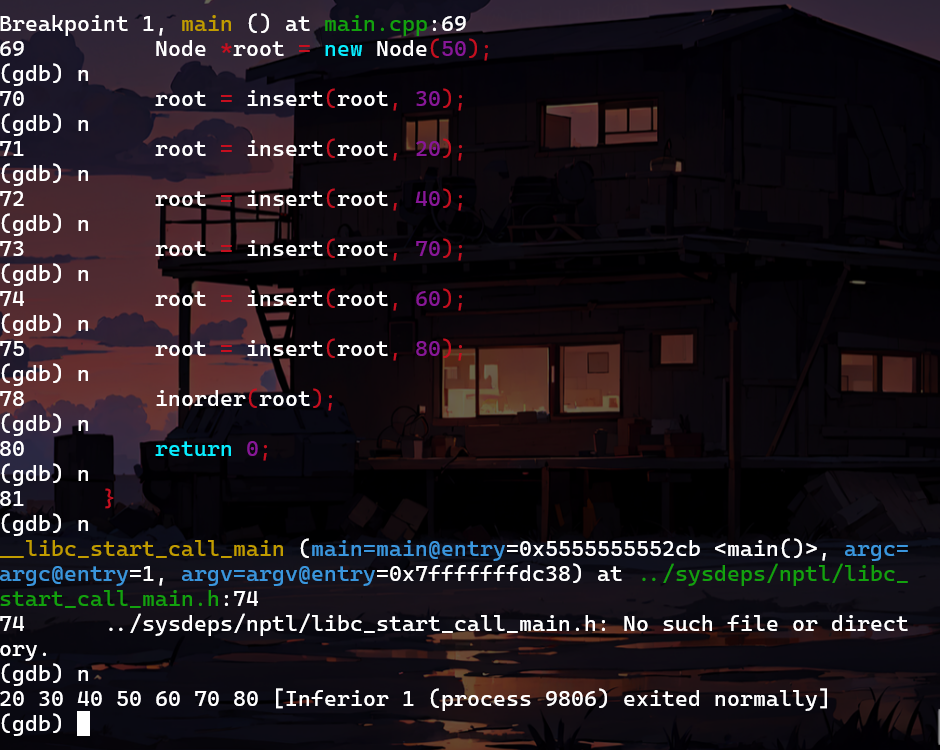 Breakpoint 1, main () at main.cpp:69
69          Node *root = new Node(50);
(gdb) n
70          root = insert(root, 30);
(gdb) n
71          root = insert(root, 20);
(gdb) n
72          root = insert(root, 40);
(gdb) n
73          root = insert(root, 70);
(gdb) n
74          root = insert(root, 60);
(gdb) n
75          root = insert(root, 80);
(gdb) n
78          inorder(root);
(gdb) n
80          return 0;
(gdb) n
81      }
(gdb) n
__libc_start_call_main (main=main@entry=0x5555555552cb <main()>, argc=
argc@entry=1, argv=argv@entry=0x7fffffffdc38) at ../sysdeps/nptl/libc_
start_call_main.h:74
74      ../sysdeps/nptl/libc_start_call_main.h: No such file or direct
ory.
(gdb) n
20 30 40 50 60 70 80 [Inferior 1 (process 9806) exited normally]
(gdb)